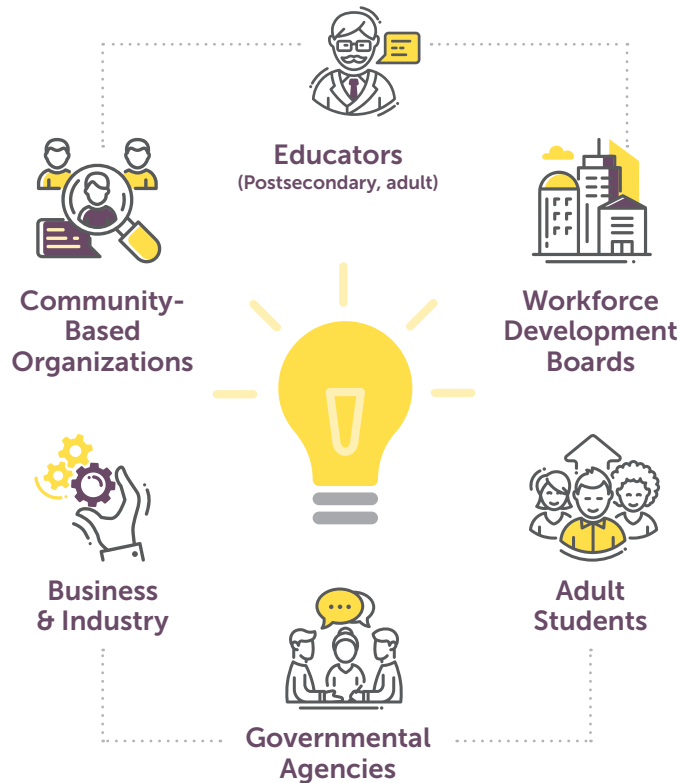 Educators
(Postsecondary, adult)
Community-
Based
Organizations
Workforce
Development
Boards
Business
& Industry
Adult
Students
Governmental
Agencies